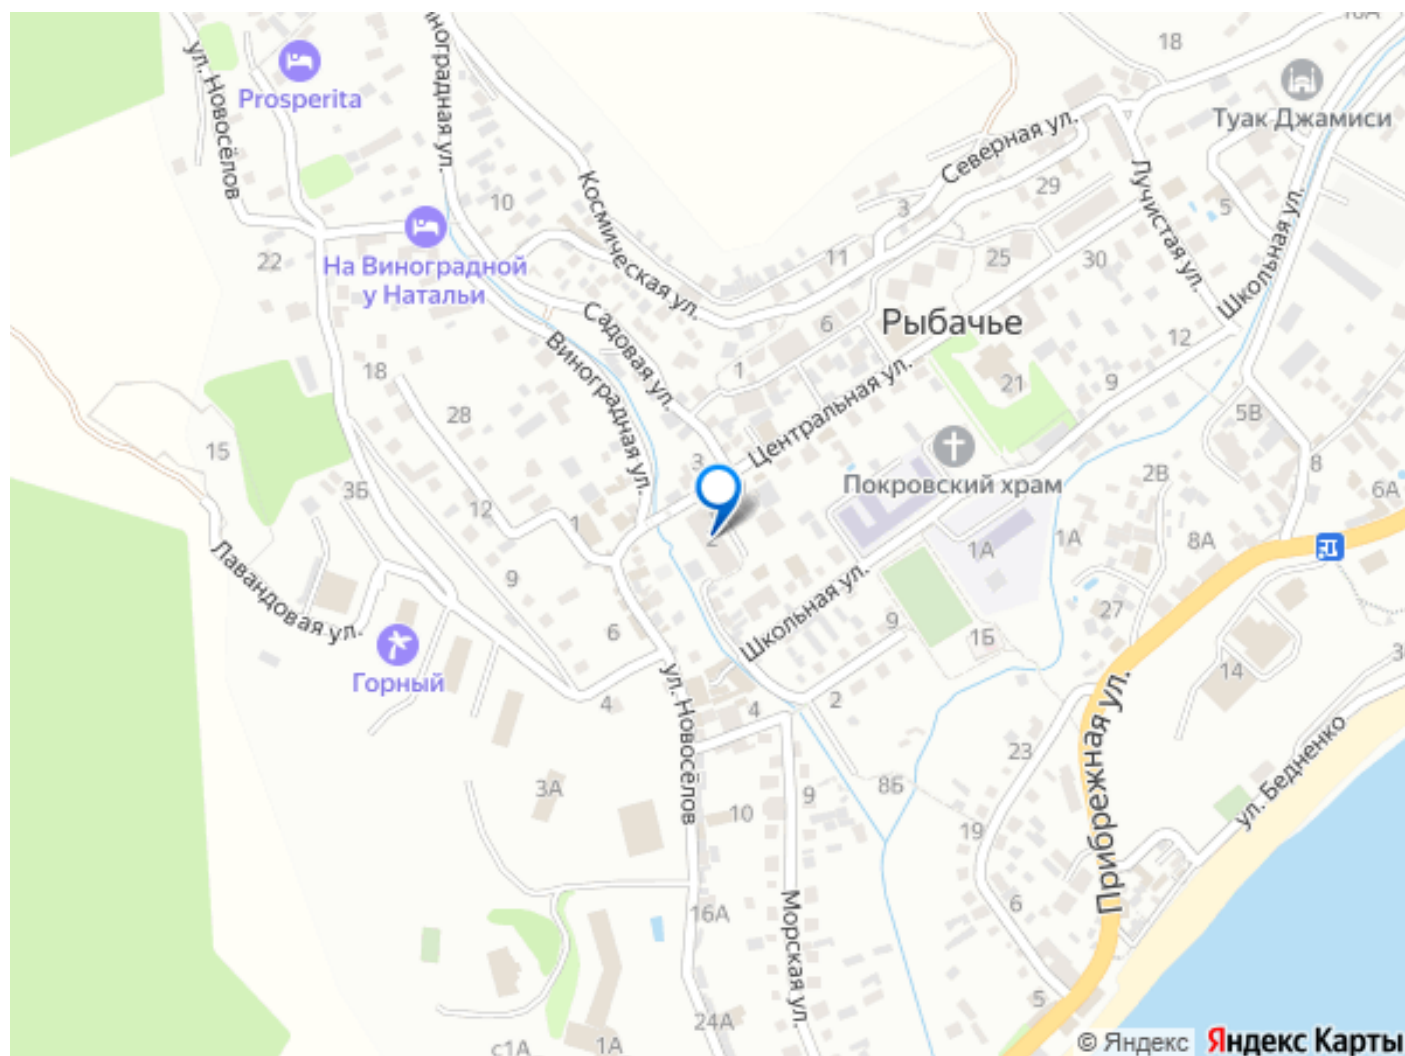 18
16А
ул. Новосёлов
Prosperita
Виноградная ул.
Туак Джамиси
Северная ул.
10
Космическая ул.
29
3
5
Лучистая ул.
Школьная ул.
22
На Виноградной
у Натальи
11
25
30
Садовая ул.
Виноградная ул.
6
Рыбачье
12
18
1
Центральная ул.
21
9
28
5В
15
3
3Б
Покровский храм
8
2В
6А
12
1
2
1А
1А
8А
Лавандовая ул.
9
Школьная ул.
27
6
9
1Б
Горный
ул. Новосёлов
14
4
4
2
Прибрежная ул.
23
ул. Бедненко
3А
8Б
10
9
19
16А
Морская ул.
6
5
24А
с1А
1А
© Яндекс Яндекс Карты